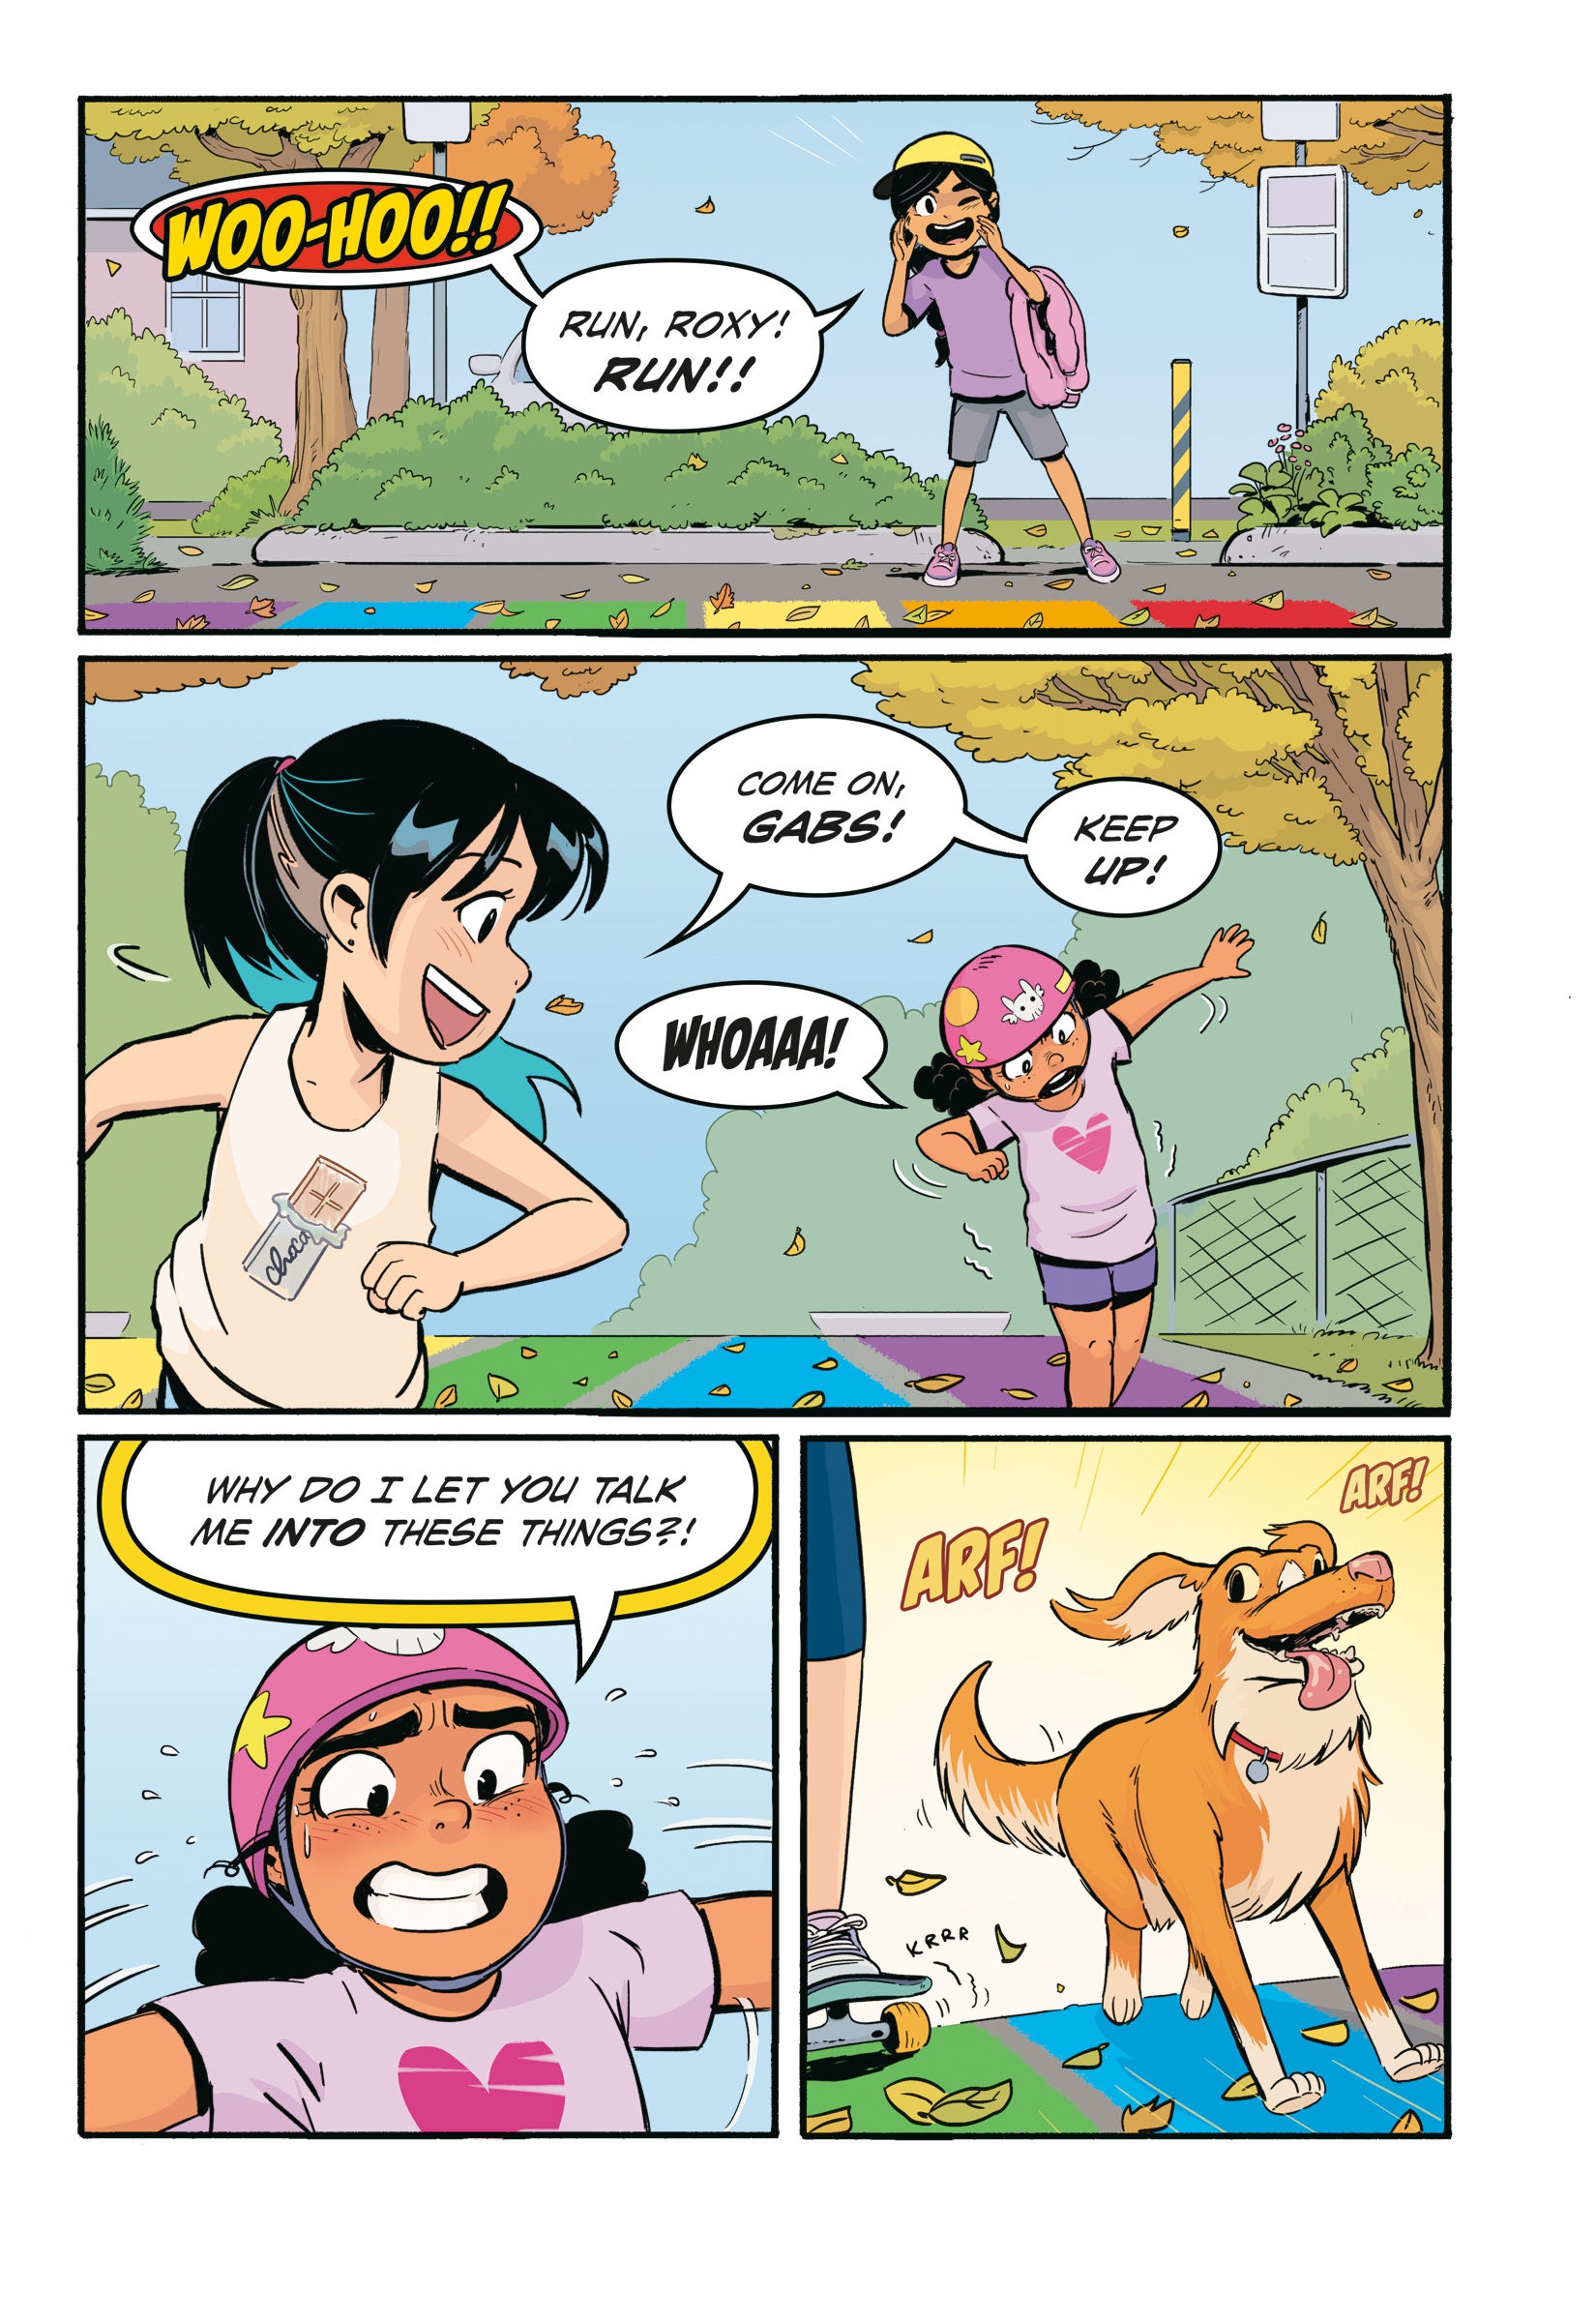 WOO-HOO!!
RUN, ROXY!
RUN!!
COME ON,
GABS!
KEEP
UP!
WHOAAA!
choco
WHY DO I LET YOU TALK
ME INTO THESE THINGS?!
ARF!
ARF!
KRRR